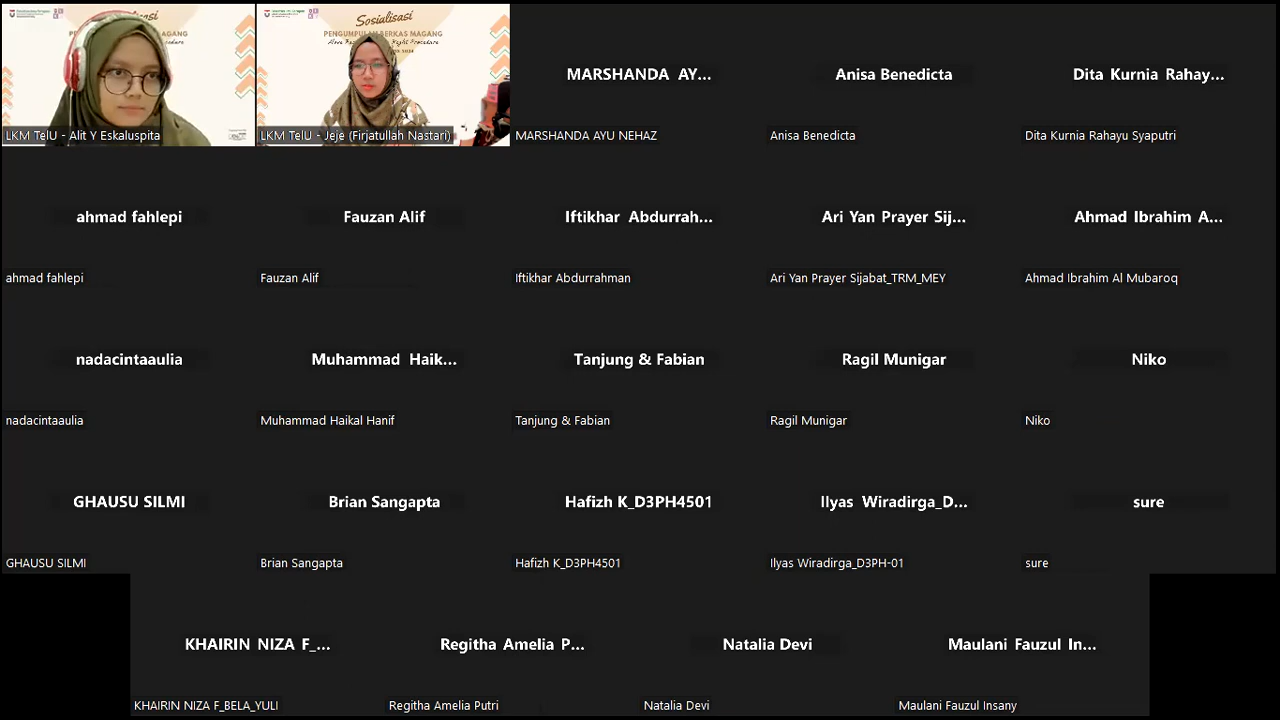 Sosialisasi
PENGUMPULAN BERKAS MAGANG
LKM TelU - Alit Y Eskaluspita
LKM TelU - Jeje (Firjatullah Nastari)
MARSHANDA AY...
MARSHANDA AYU NEHAZ
Anisa Benedicta
Anisa Benedicta
Dita Kurnia Rahay...
Dita Kurnia Rahayu Syaputri
ahmad fahlepi
ahmad fahlepi
Fauzan Alif
Fauzan Alif
Iftikhar Abdurrah...
Iftikhar Abdurrahman
Ari Yan Prayer Sij...
Ari Yan Prayer Sijabat_TRM_MEY
Ahmad Ibrahim A...
Ahmad Ibrahim Al Mubaroq
nadacintaaulia
nadacintaaulia
Muhammad Haik...
Muhammad Haikal Hanif
Tanjung & Fabian
Tanjung & Fabian
Ragil Munigar
Ragil Munigar
Niko
Niko
GHAUSU SILMI
GHAUSU SILMI
Brian Sangapta
Brian Sangapta
Hafizh K_D3PH4501
Hafizh K_D3PH4501
Ilyas Wiradirga_D...
Ilyas Wiradirga_D3PH-01
sure
sure
KHAIRIN NIZA F_...
KHAIRIN NIZA F_BELA_YULI
Regitha Amelia P...
Regitha Amelia Putri
Natalia Devi
Natalia Devi
Maulani Fauzul In...
Maulani Fauzul Insany